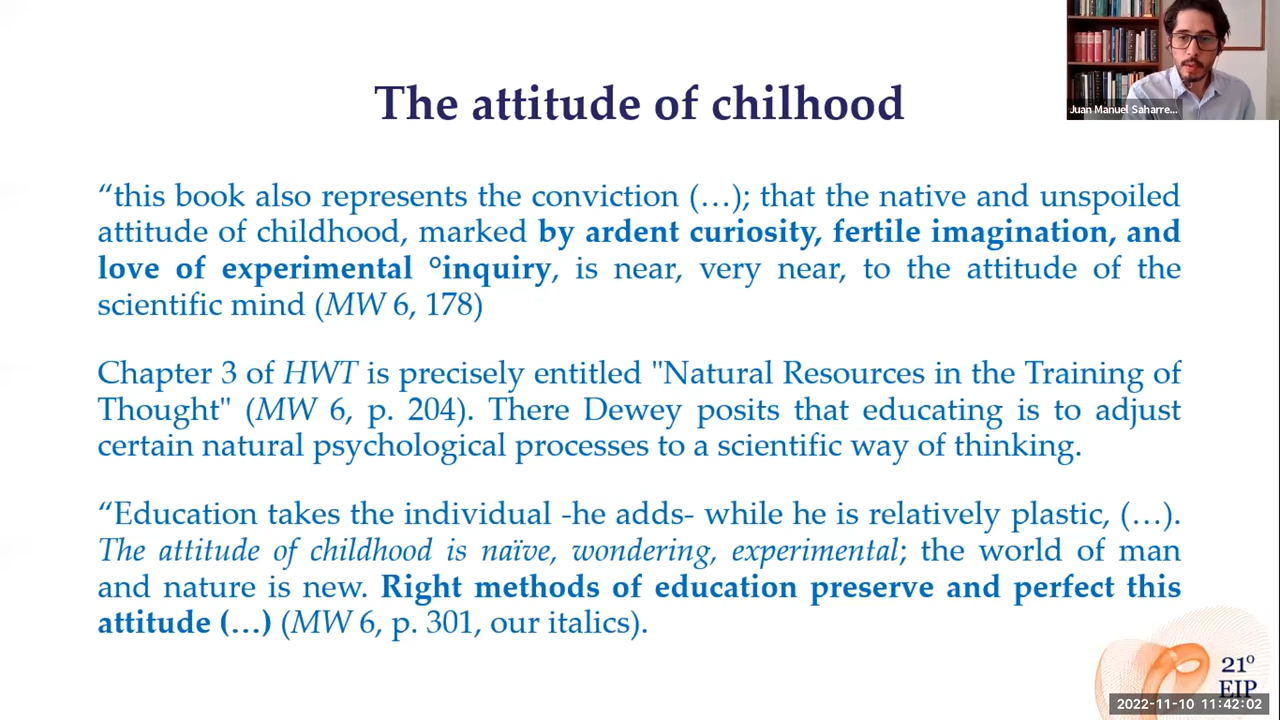 The attitude of chilhood
Juan Manuel Saharre...
“this book also represents the conviction (…); that the native and unspoiled
attitude of childhood, marked by ardent curiosity, fertile imagination, and
love of experimental °inquiry, is near, very near, to the attitude of the
scientific mind (MW 6, 178)
Chapter 3 of HWT is precisely entitled "Natural Resources in the Training of
Thought" (MW 6, p. 204). There Dewey posits that educating is to adjust
certain natural psychological processes to a scientific way of thinking.
“Education takes the individual -he adds- while he is relatively plastic, (…).
The attitude of childhood is naïve, wondering, experimental; the world of man
and nature is new. Right methods of education preserve and perfect this
attitude (…) (MW 6, p. 301, our italics).
21º
EIP
2022-11-10 11:42:02